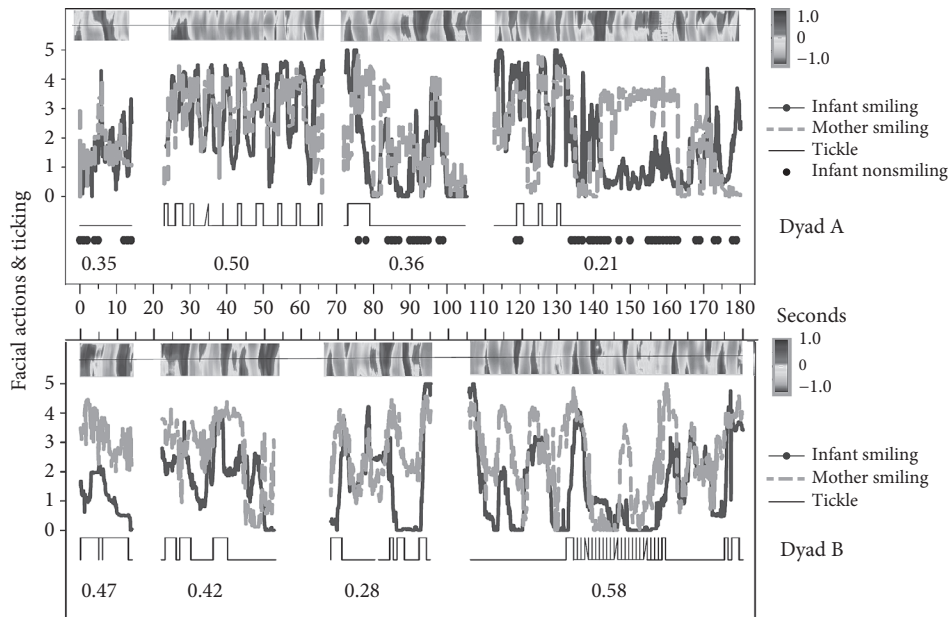 1.0
0
−1.0
5
4
3
2
1
0
Infant smiling
Mother smiling
Tickle
Infant nonsmiling
Dyad A
0.35 0.50 0.36 0.21
0 10 20 30 40 50 60 70 80 90 100 110 120 130 140 150 160 170 180
Seconds
Facial actions & ticking
1.0
0
−1.0
5
4
3
2
1
0
Infant smiling
Mother smiling
Tickle
Dyad B
0.47 0.42 0.28 0.58